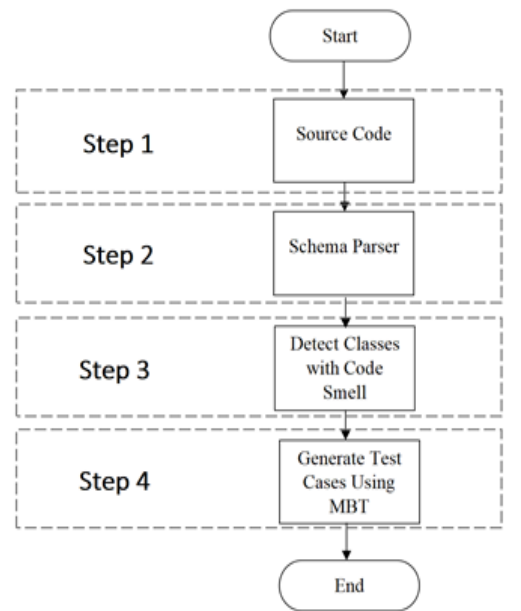 Start
Step 1
Source Code
Step 2
Schema Parser
Step 3
Detect Classes
with Code
Smell
Step 4
Generate Test
Cases Using
MBT
End